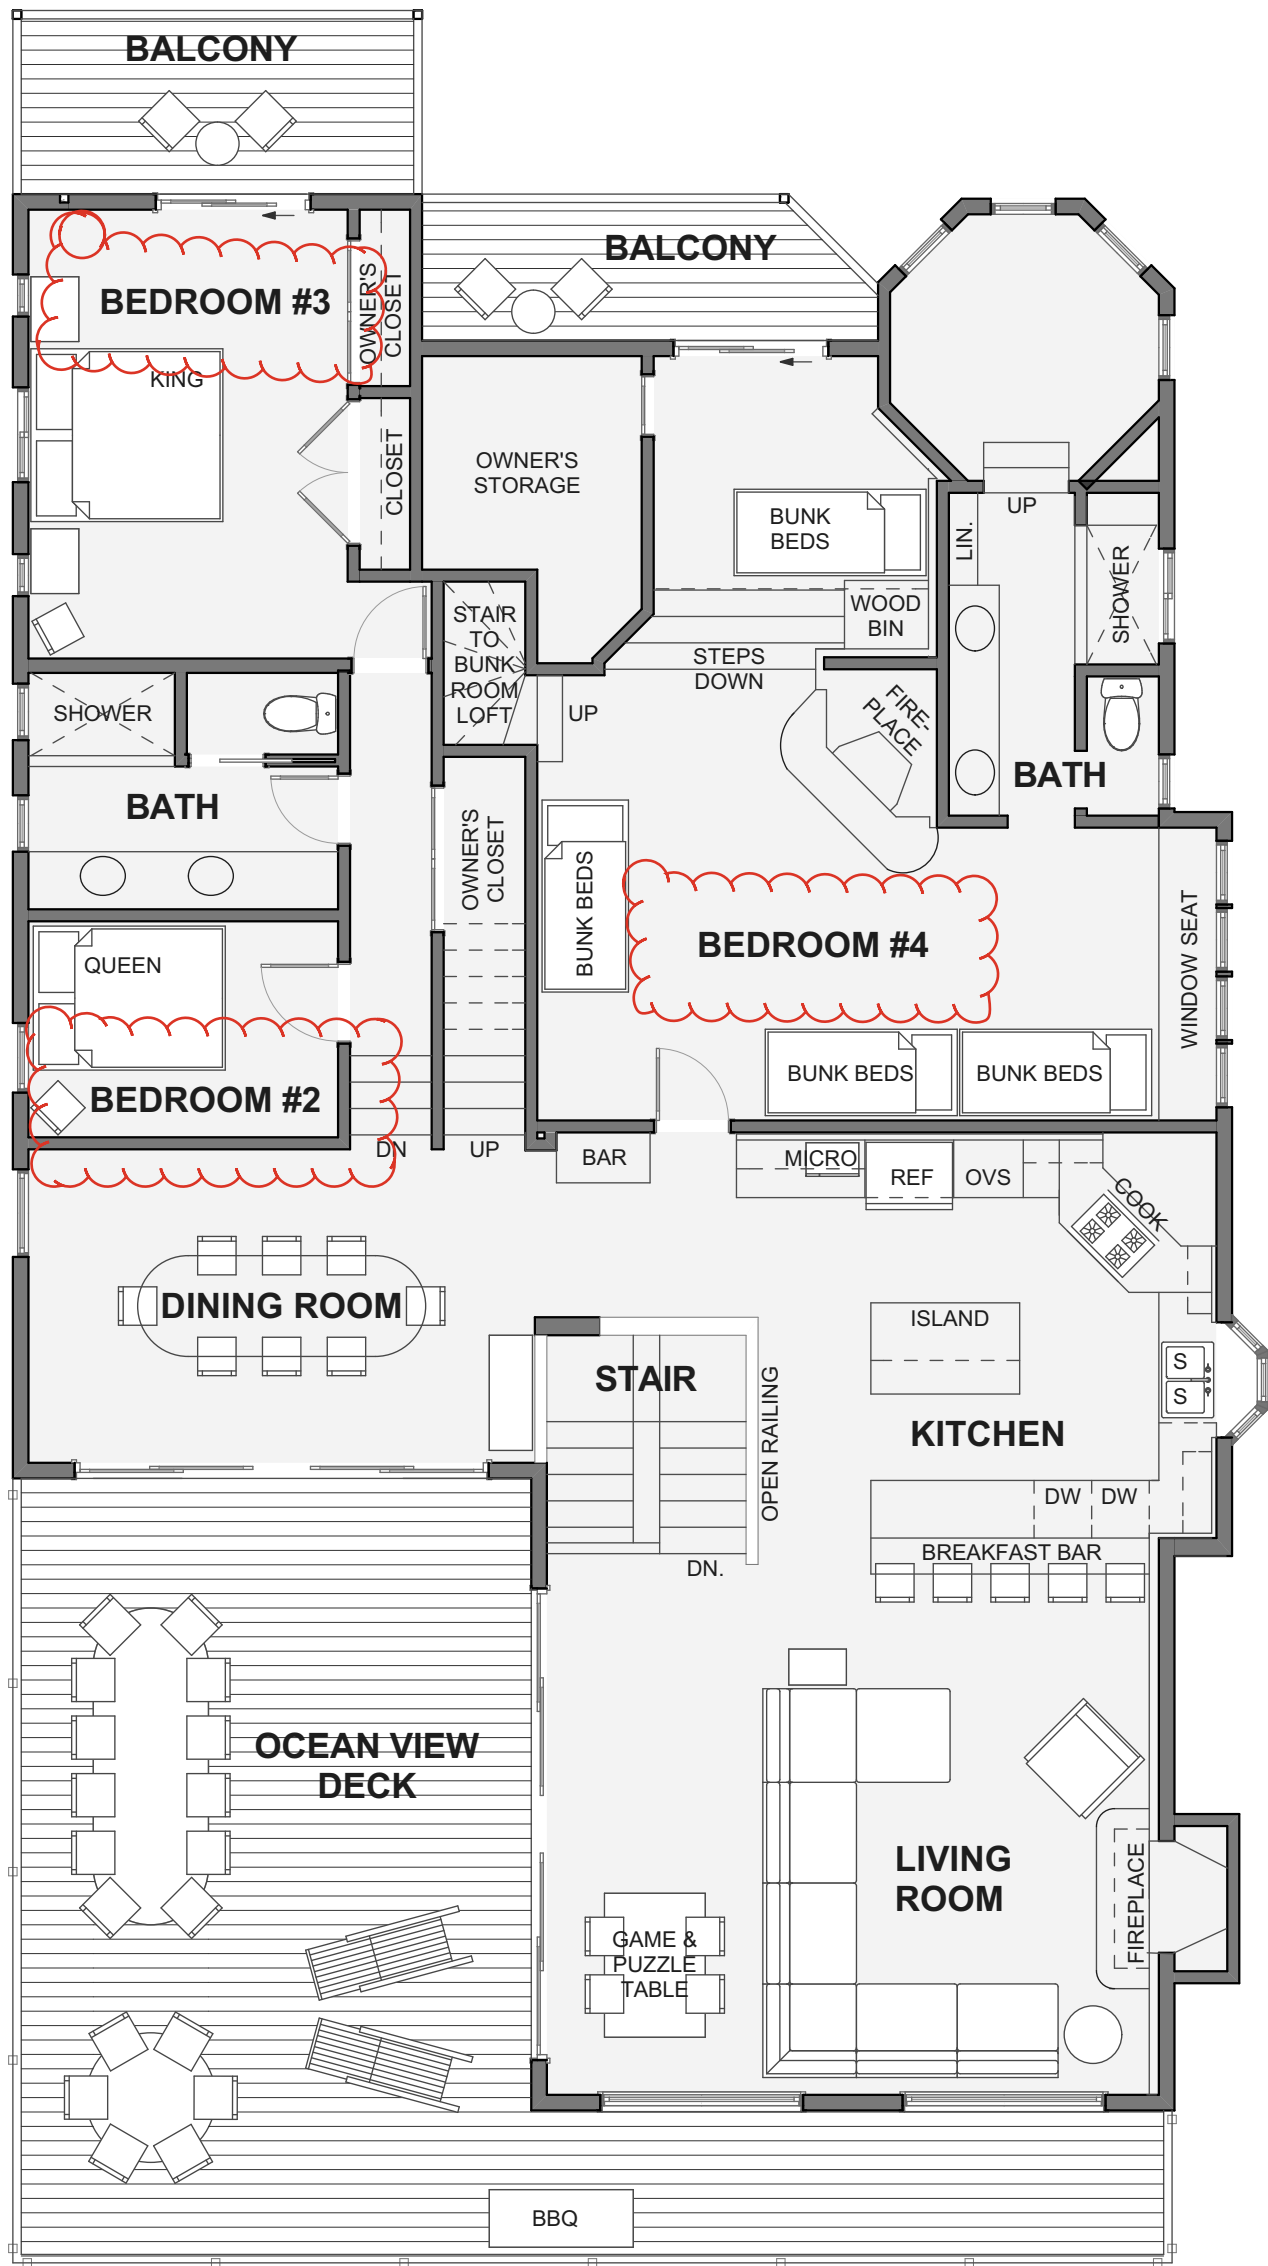 BALCONY
BALCONY
BEDROOM #3
OWNER'S
CLOSET
KING
CLOSET
OWNER'S
STORAGE
BUNK
BEDS
UP
LIN.
SHOWER
WOOD
BIN
STAIR
TO
BUNK
ROOM
LOFT
STEPS
DOWN
UP
FIRE-
PLACE
SHOWER
BATH
BATH
OWNER'S
CLOSET
BUNK BEDS
BEDROOM #4
WINDOW SEAT
QUEEN
BEDROOM #2
BUNK BEDS
BUNK BEDS
DN
UP
BAR
MICRO
REF
OVS
COOK
DINING ROOM
ISLAND
STAIR
OPEN RAILING
S
S
KITCHEN
DW
DW
BREAKFAST BAR
DN.
OCEAN VIEW
DECK
LIVING
ROOM
FIREPLACE
GAME &
PUZZLE
TABLE
BBQ